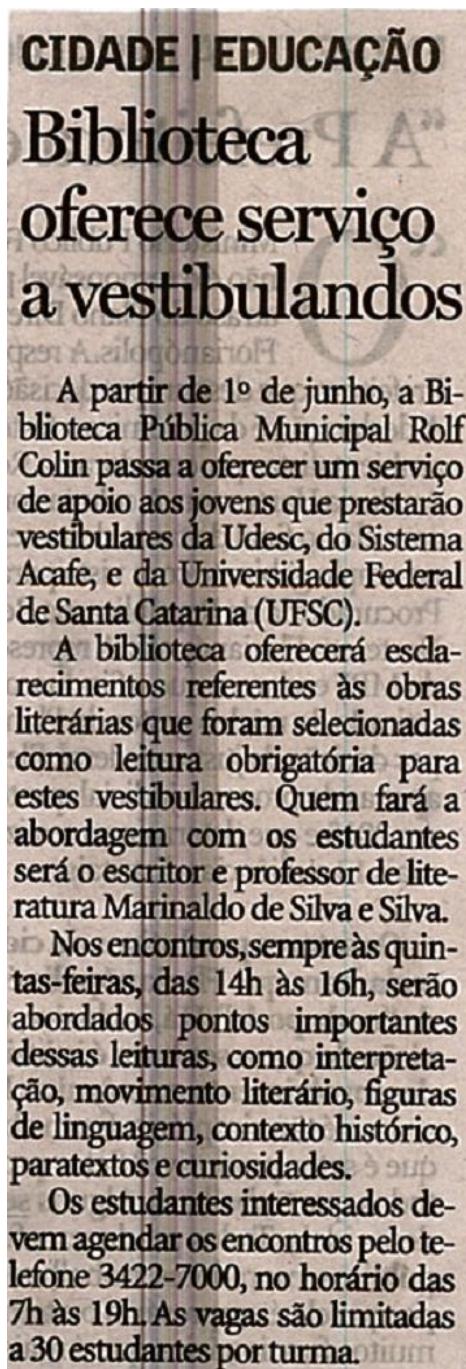 CIDADE | EDUCAÇÃO
Biblioteca
oferece serviço
a vestibulandos
A partir de 1º de junho, a Bi-
blioteca Pública Municipal Rolf
Colin passa a oferecer um serviço
de apoio aos jovens que prestarão
vestibulares da Udesc, do Sistema
Acafe, e da Universidade Federal
de Santa Catarina (UFSC).
A biblioteca oferecerá escla-
recimentos referentes às obras
literárias que foram selecionadas
como leitura obrigatória para
estes vestibulares. Quem fará a
abordagem com os estudantes
será o escritor e professor de lite-
ratura Marinaldo de Silva e Silva.
Nos encontros, sempre às quin-
tas-feiras, das 14h às 16h, serão
abordados pontos importantes
dessas leituras, como interpreta-
ção, movimento literário, figuras
de linguagem, contexto histórico,
paratextos e curiosidades.
Os estudantes interessados de-
vem agendar os encontros pelo te-
lefone 3422-7000, no horário das
7h às 19h. As vagas são limitadas
a 30 estudantes por turma.